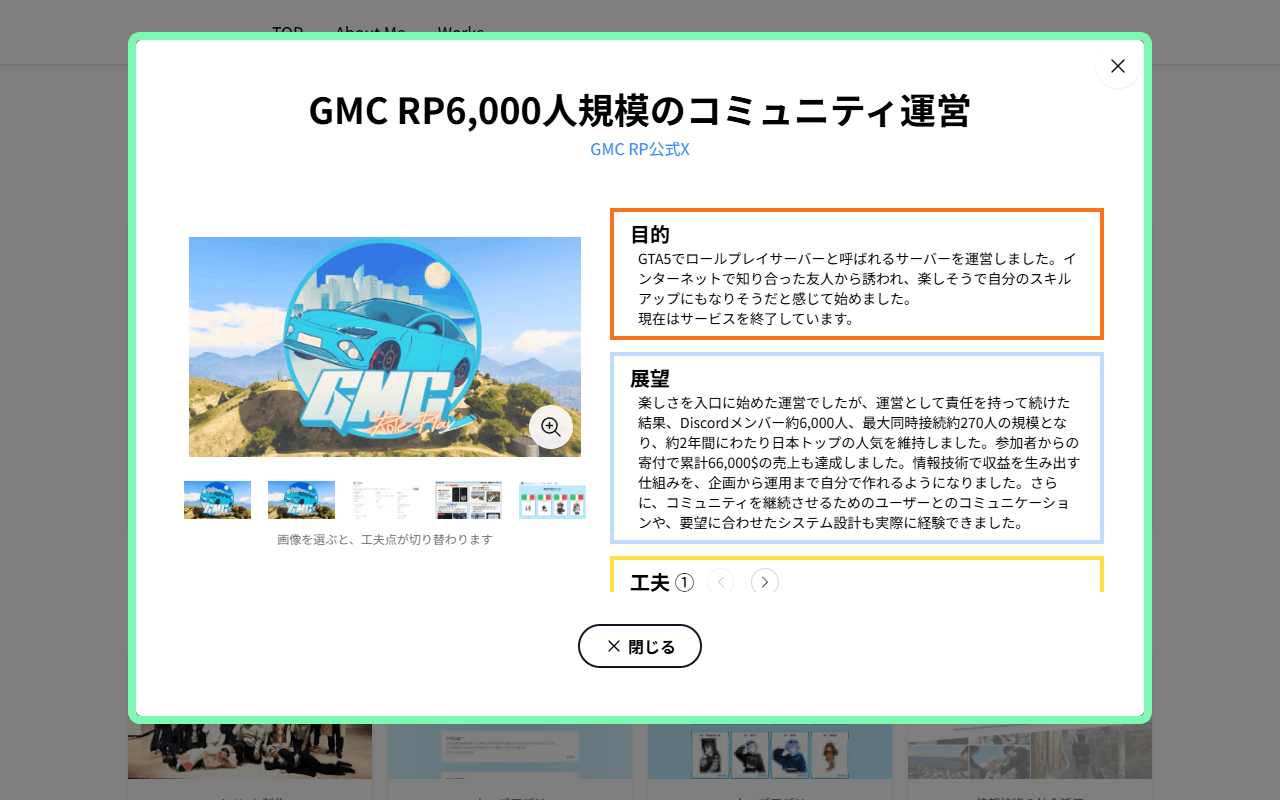 TOP About Me Works
GMC RP6,000人規模のコミュニティ運営
GMC RP公式X
GMC
Role Play
画像を選ぶと、工夫点が切り替わります
目的
GTA5でロールプレイサーバーと呼ばれるサーバーを運営しました。イ
ンターネットで知り合った友人から誘われ、楽しそうで自分のスキル
アップにもなりそうだと感じて始めました。
現在はサービスを終了しています。
展望
楽しさを入口に始めた運営でしたが、運営として責任を持って続けた
結果、Discordメンバー約6,000人、最大同時接続約270人の規模とな
り、約2年間にわたり日本トップの人気を維持しました。参加者からの
寄付で累計66,000$の売上も達成しました。情報技術で収益を生み出す
仕組みを、企画から運用まで自分で作れるようになりました。さら
に、コミュニティを継続させるためのユーザーとのコミュニケーショ
ンや、要望に合わせたシステム設計も実際に経験できました。
工夫 ①
閉じる